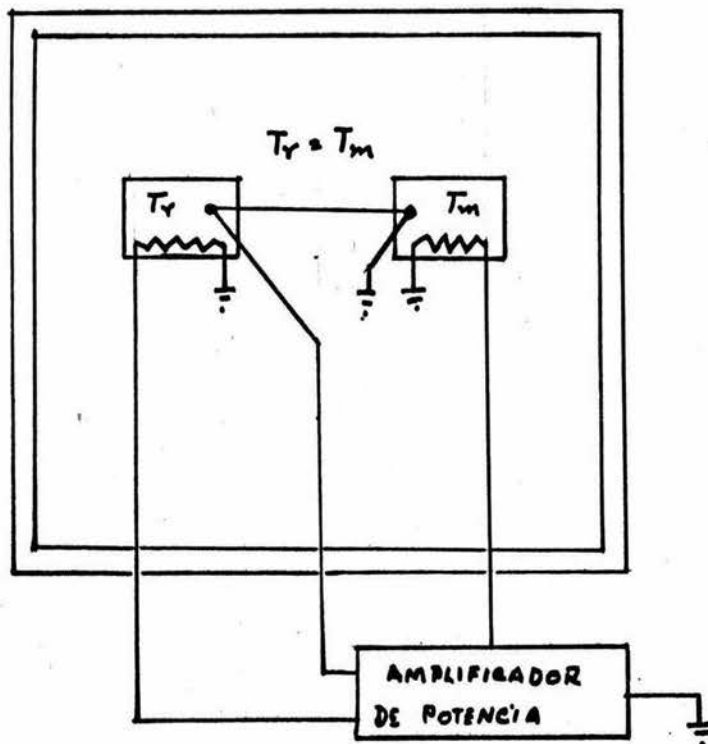 Tr = Tm
Tr
Tm
AMPLIFICADOR
DE POTENCIA